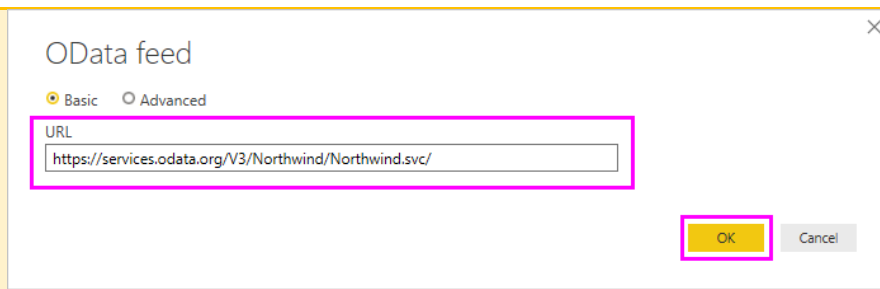 OData feed
Basic Advanced
URL
https://services.odata.org/V3/Northwind/Northwind.svc/
OK Cancel